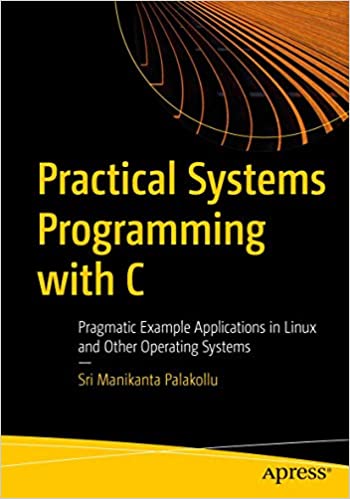 Practical Systems
Programming
with C
Pragmatic Example Applications in Linux
and Other Operating Systems
—
Sri Manikanta Palakollu
Apress®